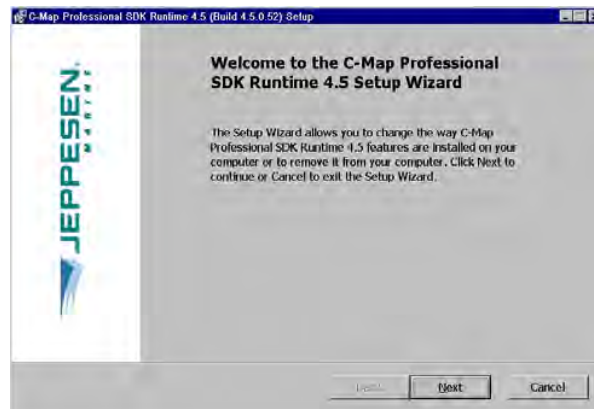 C-Map Professional SDK Runtime 4.5 (Build 4.5.0.52) Setup
JEPPESEN.
MARINE
Welcome to the C-Map Professional
SDK Runtime 4.5 Setup Wizard
The Setup Wizard allows you to change the way C-Map
Professional SDK Runtime 4.5 features are installed on your
computer or to remove it from your computer. Click Next to
continue or Cancel to exit the Setup Wizard.
Next
Cancel